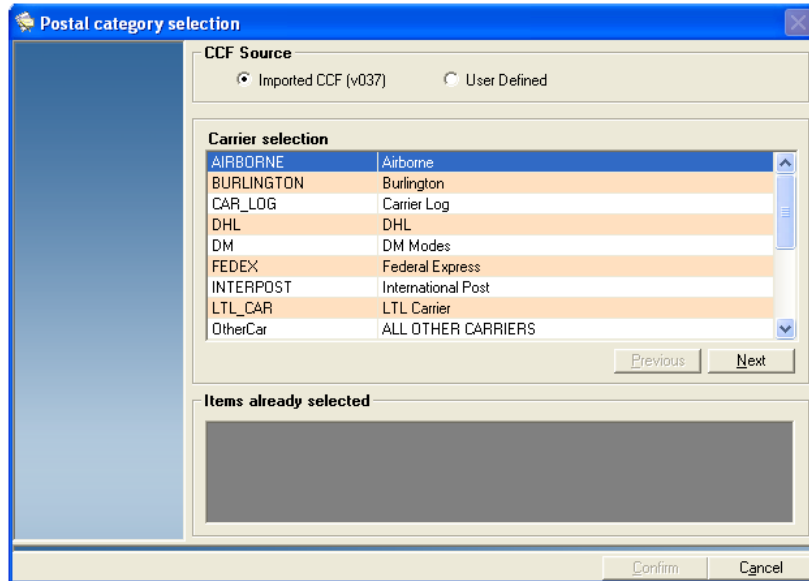 Postal category selection
CCF Source
Imported CCF (v037) User Defined
Carrier selection
AIRBORNE Airborne
BURLINGTON Burlington
CAR_LOG Carrier Log
DHL DHL
DM DM Modes
FEDEX Federal Express
INTERPOST International Post
LTL_CAR LTL Carrier
OtherCar ALL OTHER CARRIERS
Previous Next
Items already selected
Confirm Cancel